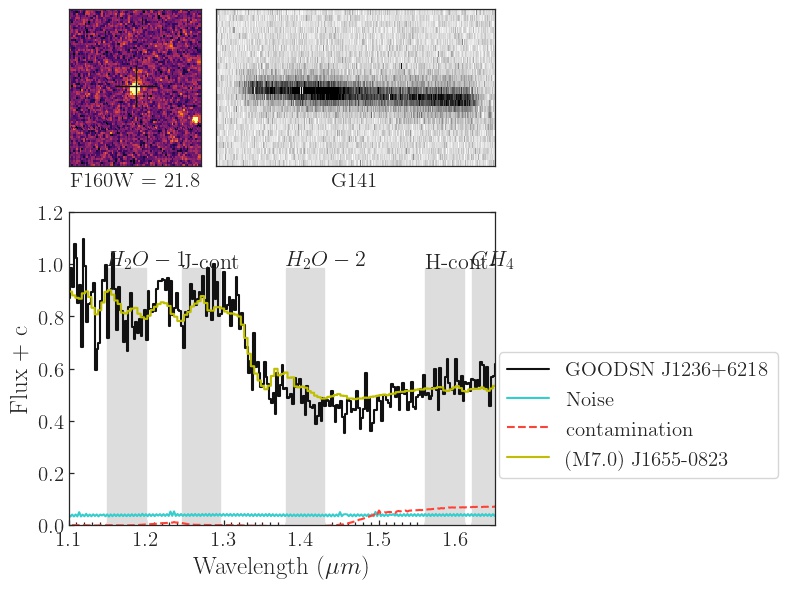 F160W = 21.8
G141
1.2
1.0
0.8
0.6
0.4
0.2
0.0
Flux + c
H₂O − 1
J-cont
H₂O − 2
H-cont
CH₄
1.1
1.2
1.3
1.4
1.5
1.6
Wavelength (μm)
GOODSN J1236+6218
Noise
contamination
(M7.0) J1655-0823